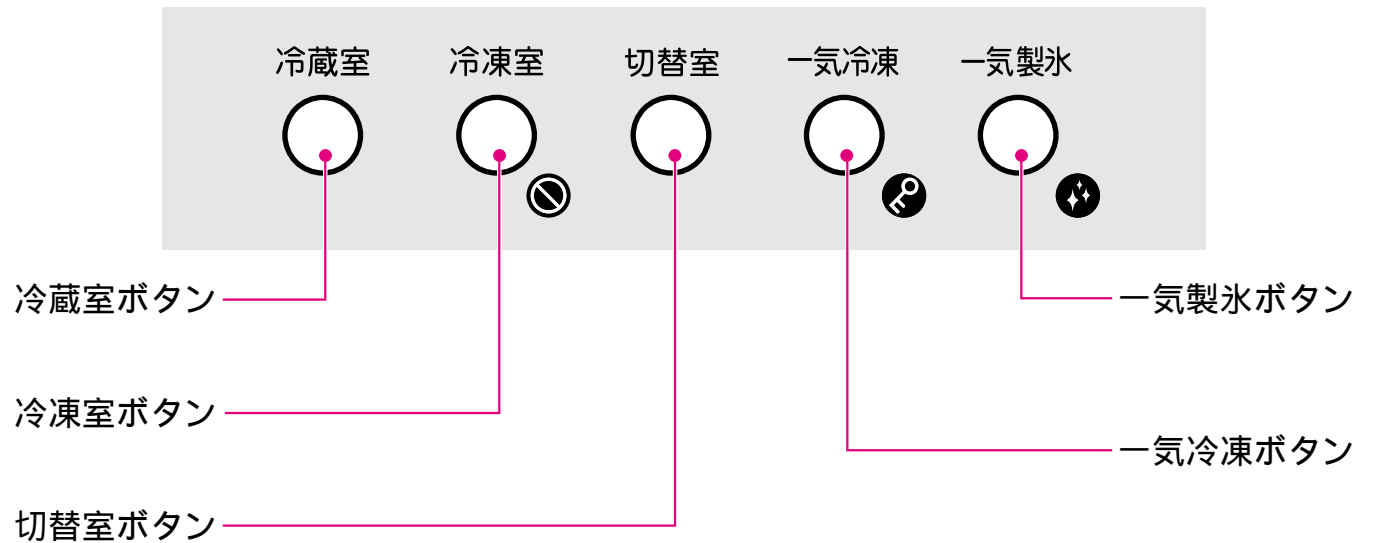 冷蔵室 冷凍室 切替室 一気冷凍 一気製氷
冷蔵室ボタン
一気製氷ボタン
冷凍室ボタン
一気冷凍ボタン
切替室ボタン